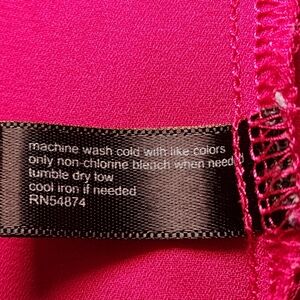 machine wash cold with like colors
only non-chlorine bleach when needed
tumble dry low
cool iron if needed
RN54874